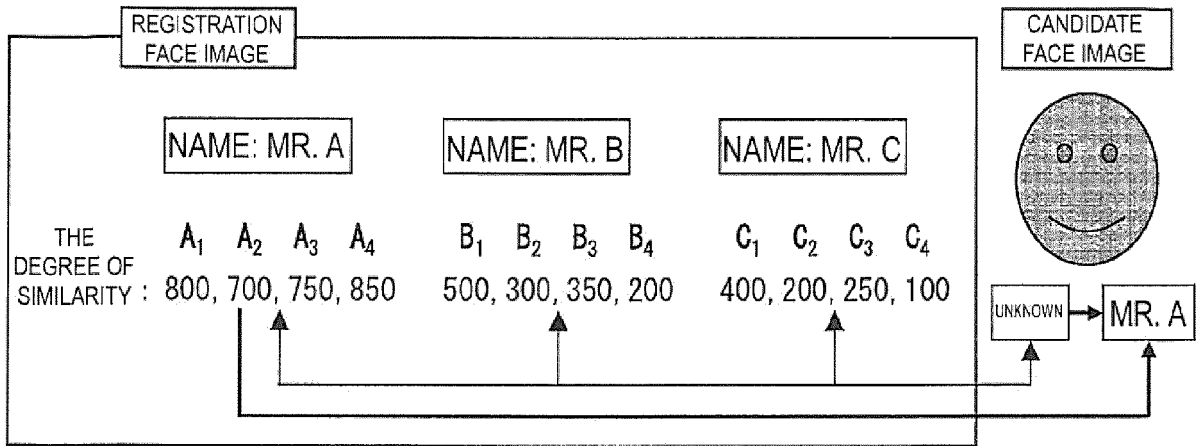 REGISTRATION
FACE IMAGE
CANDIDATE
FACE IMAGE
NAME: MR. A
NAME: MR. B
NAME: MR. C
THE
DEGREE OF
SIMILARITY :
A₁ A₂ A₃ A₄
800, 700, 750, 850
B₁ B₂ B₃ B₄
500, 300, 350, 200
C₁ C₂ C₃ C₄
400, 200, 250, 100
UNKNOWN
MR. A